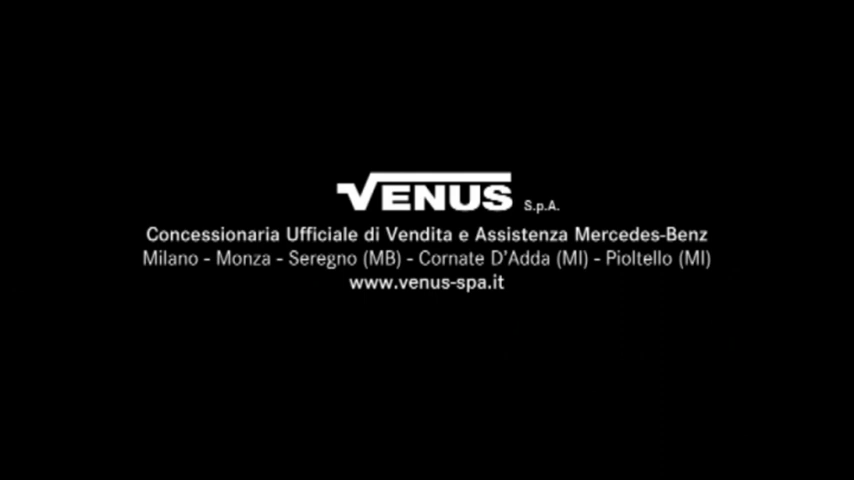 VENUS S.p.A.
Concessionaria Ufficiale di Vendita e Assistenza Mercedes-Benz
Milano - Monza - Seregno (MB) - Cornate D'Adda (MI) - Pioltello (MI)
www.venus-spa.it